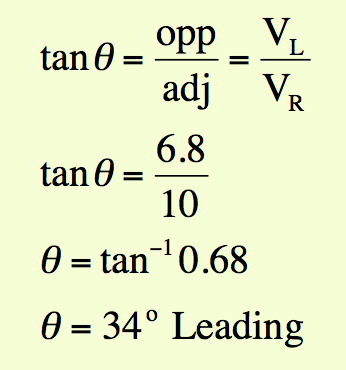 tan θ = opp/adj = V_L/V_R
tan θ = 6.8/10
θ = tan⁻¹ 0.68
θ = 34° Leading